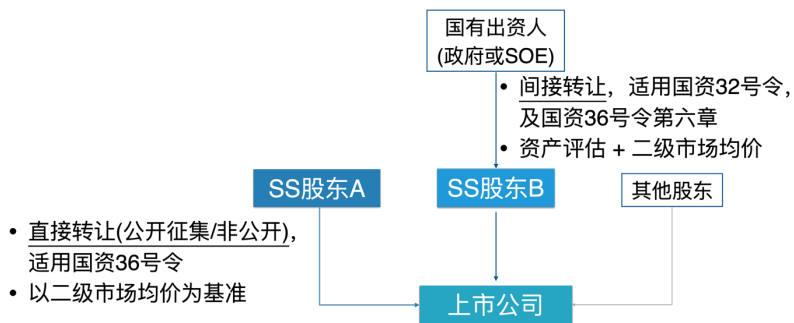 国有出资人
(政府或SOE)
• 间接转让，适用国资32号令，
及国资36号令第六章
• 资产评估 + 二级市场均价
SS股东A
SS股东B
其他股东
• 直接转让(公开征集/非公开)，
适用国资36号令
• 以二级市场均价为基准
上市公司